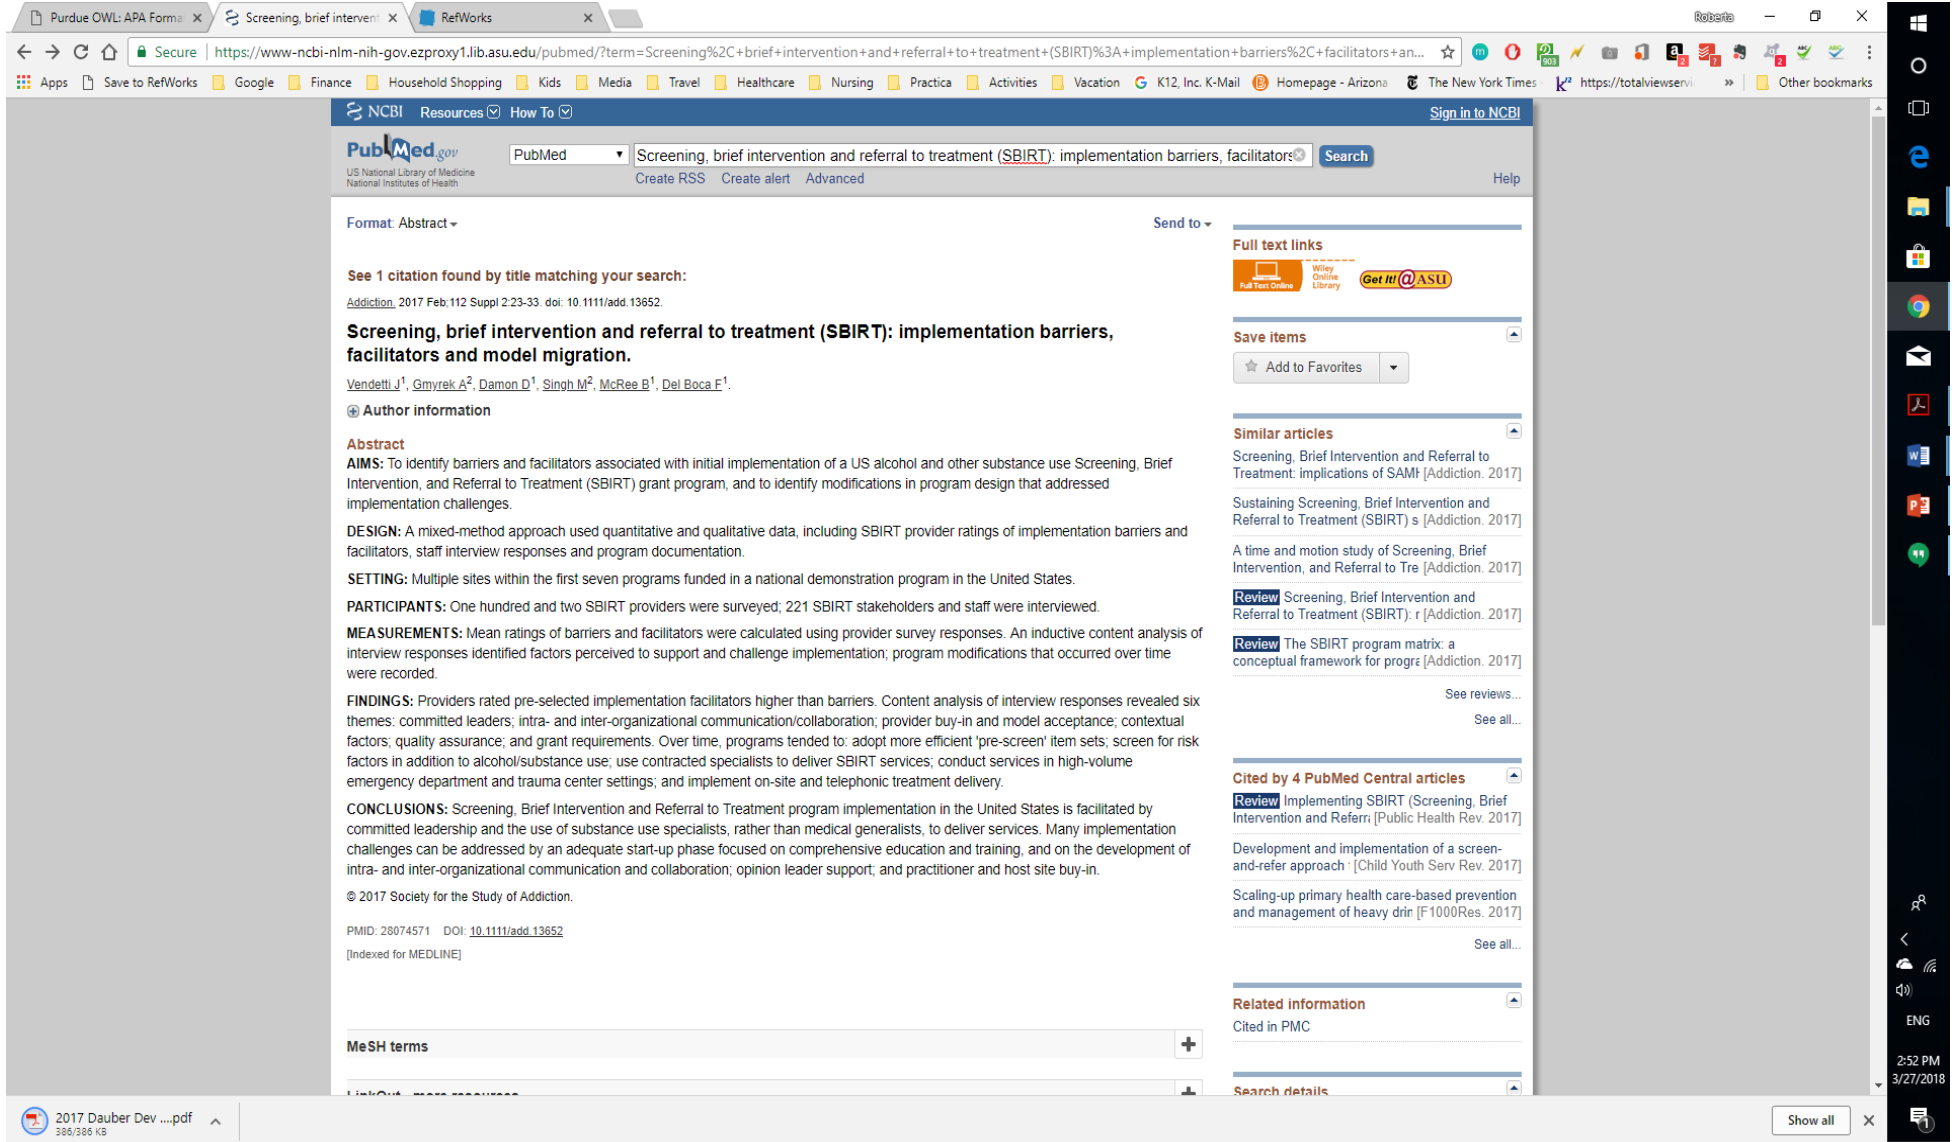 Purdue OWL: APA Forma
Screening, brief intervent
RefWorks
Roberta
Secure
https://www-ncbi-nlm-nih-gov.ezproxy1.lib.asu.edu/pubmed/?term=Screening%2C+brief+intervention+and+referral+to+treatment+(SBIRT)%3A+implementation+barriers%2C+facilitators+an...
Apps Save to RefWorks Google Finance Household Shopping Kids Media Travel Healthcare Nursing Practica Activities Vacation K12, Inc. K-Mail Homepage - Arizona The New York Times https://totalviewservi » Other bookmarks
NCBI Resources How To Sign in to NCBI
PubMed.gov
US National Library of Medicine
National Institutes of Health
PubMed
Screening, brief intervention and referral to treatment (SBIRT): implementation barriers, facilitators
Search
Create RSS Create alert Advanced
Help
Format: Abstract
Send to
See 1 citation found by title matching your search:
Addiction. 2017 Feb;112 Suppl 2:23-33. doi: 10.1111/add.13652.
Screening, brief intervention and referral to treatment (SBIRT): implementation barriers,
facilitators and model migration.
Vendetti J1, Gmyrek A2, Damon D1, Singh M2, McRee B1, Del Boca F1.
Author information
Abstract
AIMS: To identify barriers and facilitators associated with initial implementation of a US alcohol and other substance use Screening, Brief
Intervention, and Referral to Treatment (SBIRT) grant program, and to identify modifications in program design that addressed
implementation challenges.
DESIGN: A mixed-method approach used quantitative and qualitative data, including SBIRT provider ratings of implementation barriers and
facilitators, staff interview responses and program documentation.
SETTING: Multiple sites within the first seven programs funded in a national demonstration program in the United States.
PARTICIPANTS: One hundred and two SBIRT providers were surveyed; 221 SBIRT stakeholders and staff were interviewed.
MEASUREMENTS: Mean ratings of barriers and facilitators were calculated using provider survey responses. An inductive content analysis of
interview responses identified factors perceived to support and challenge implementation; program modifications that occurred over time
were recorded.
FINDINGS: Providers rated pre-selected implementation facilitators higher than barriers. Content analysis of interview responses revealed six
themes: committed leaders; intra- and inter-organizational communication/collaboration; provider buy-in and model acceptance; contextual
factors; quality assurance; and grant requirements. Over time, programs tended to: adopt more efficient 'pre-screen' item sets; screen for risk
factors in addition to alcohol/substance use; use contracted specialists to deliver SBIRT services; conduct services in high-volume
emergency department and trauma center settings; and implement on-site and telephonic treatment delivery.
CONCLUSIONS: Screening, Brief Intervention and Referral to Treatment program implementation in the United States is facilitated by
committed leadership and the use of substance use specialists, rather than medical generalists, to deliver services. Many implementation
challenges can be addressed by an adequate start-up phase focused on comprehensive education and training, and on the development of
intra- and inter-organizational communication and collaboration; opinion leader support; and practitioner and host site buy-in.
© 2017 Society for the Study of Addiction.
PMID: 28074571 DOI: 10.1111/add.13652
[Indexed for MEDLINE]
MeSH terms
LinkOut - more resources
Full text links
Full Text Online
Wiley
Online
Library
Get It! @ ASU
Save items
Add to Favorites
Similar articles
Screening, Brief Intervention and Referral to
Treatment: implications of SAMH [Addiction. 2017]
Sustaining Screening, Brief Intervention and
Referral to Treatment (SBIRT) s [Addiction. 2017]
A time and motion study of Screening, Brief
Intervention, and Referral to Tre [Addiction. 2017]
Review Screening, Brief Intervention and
Referral to Treatment (SBIRT): r [Addiction. 2017]
Review The SBIRT program matrix: a
conceptual framework for progra [Addiction. 2017]
See reviews...
See all...
Cited by 4 PubMed Central articles
Review Implementing SBIRT (Screening, Brief
Intervention and Referra [Public Health Rev. 2017]
Development and implementation of a screen-
and-refer approach [Child Youth Serv Rev. 2017]
Scaling-up primary health care-based prevention
and management of heavy drin [F1000Res. 2017]
See all...
Related information
Cited in PMC
Search details
2017 Dauber Dev ....pdf
386/386 KB
Show all
ENG
2:52 PM
3/27/2018